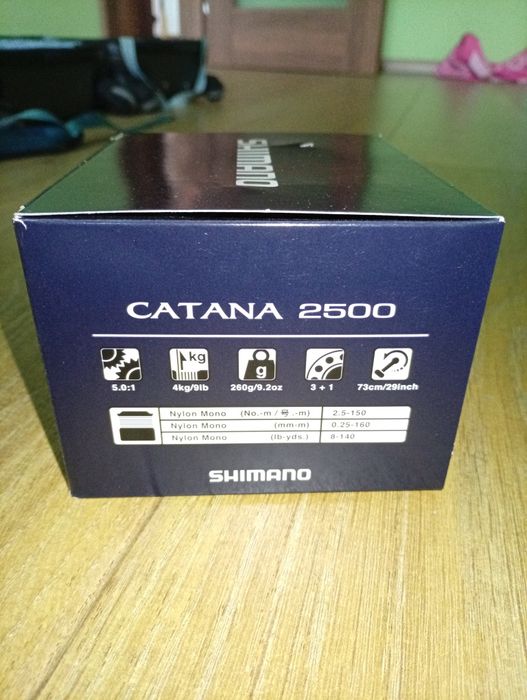 SHIMANO
CATANA 2500
kg
g
5.0:1 4kg/9lb 260g/9.2oz 3 + 1 73cm/29inch
Nylon Mono (No.-m / 号.-m) 2.5-150
Nylon Mono (mm-m) 0.25-160
Nylon Mono (lb-yds.) 8-140
SHIMANO